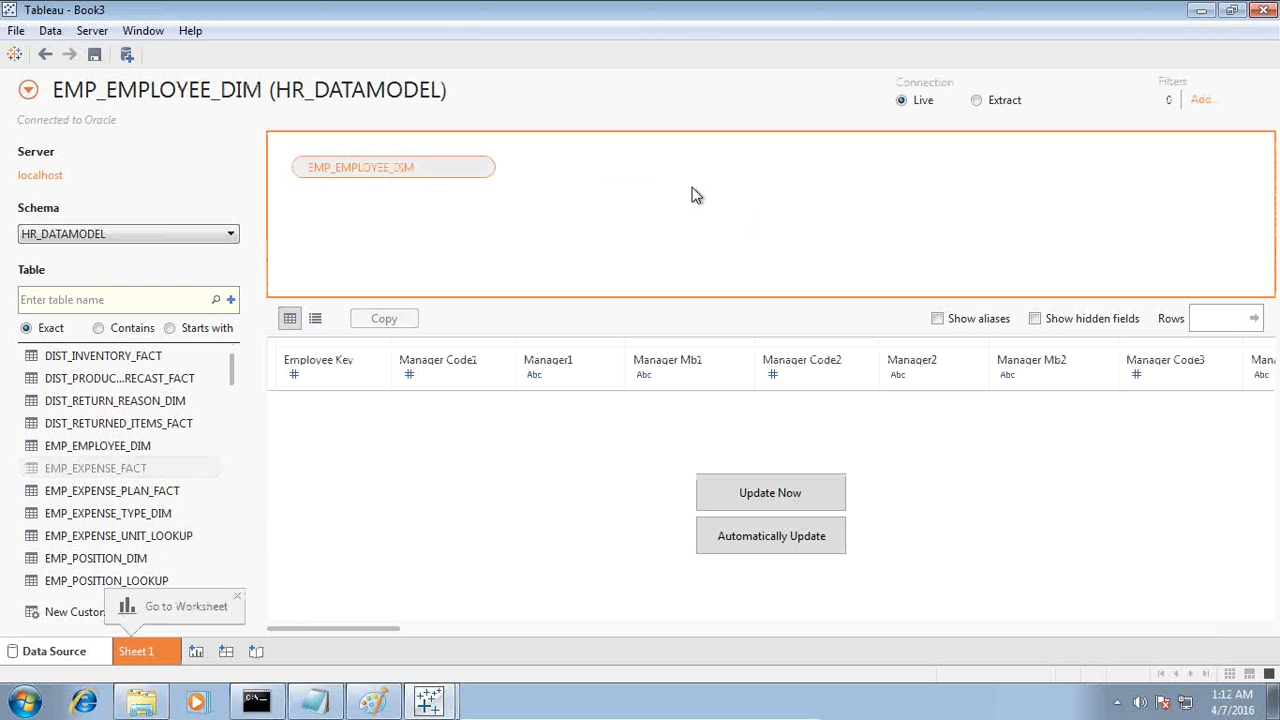 Tableau - Book3
File Data Server Window Help
EMP_EMPLOYEE_DIM (HR_DATAMODEL)
Connected to Oracle
Connection
Live Extract
Filters
0 Add...
Server
localhost
Schema
HR_DATAMODEL
Table
Enter table name
Exact Contains Starts with
DIST_INVENTORY_FACT
DIST_PRODUC...RECAST_FACT
DIST_RETURN_REASON_DIM
DIST_RETURNED_ITEMS_FACT
EMP_EMPLOYEE_DIM
EMP_EXPENSE_FACT
EMP_EXPENSE_PLAN_FACT
EMP_EXPENSE_TYPE_DIM
EMP_EXPENSE_UNIT_LOOKUP
EMP_POSITION_DIM
EMP_POSITION_LOOKUP
New Custom
Go to Worksheet
EMP_EMPLOYEE_DIM
Copy
Show aliases Show hidden fields Rows
Employee Key Manager Code1 Manager1 Manager Mb1 Manager Code2 Manager2 Manager Mb2 Manager Code3 Mana
# # Abc Abc # Abc Abc # Abc
Update Now
Automatically Update
Data Source Sheet 1
C:\.
1:12 AM
4/7/2016